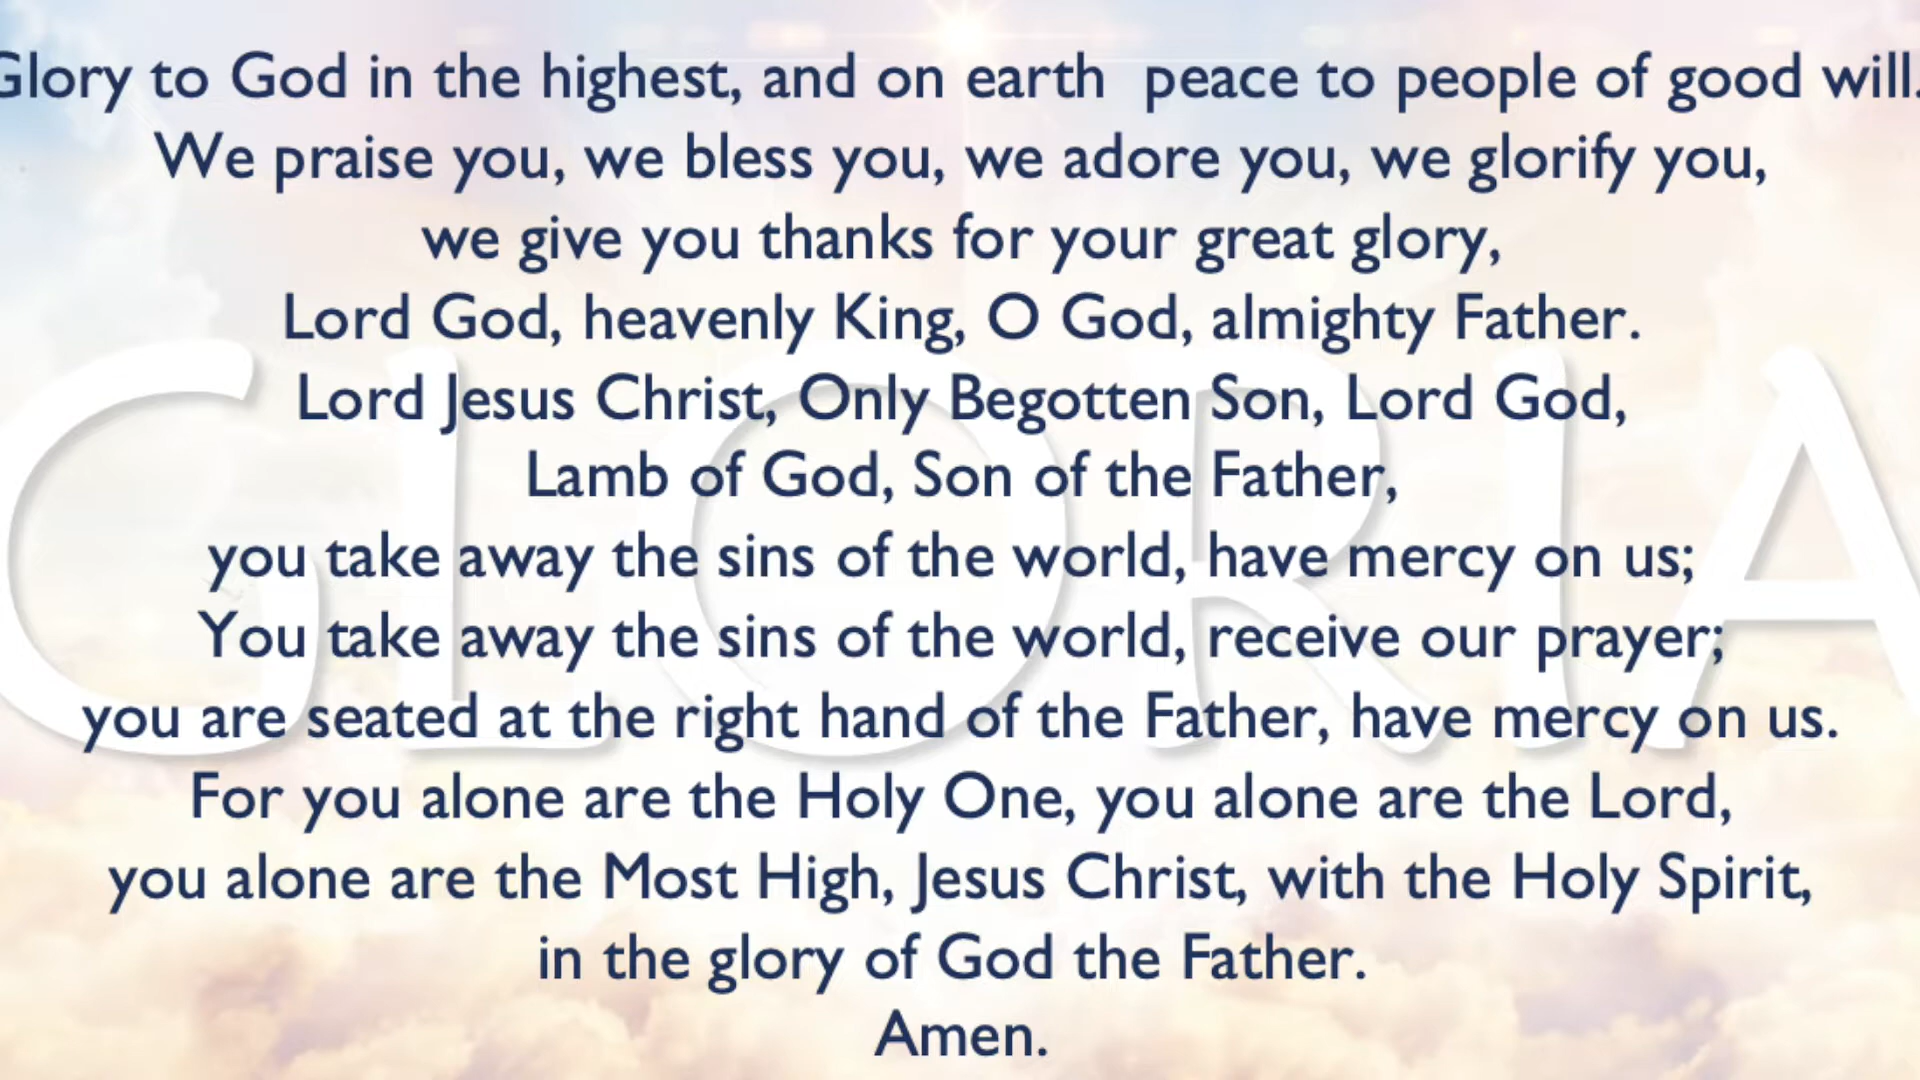 Glory to God in the highest, and on earth peace to people of good will.
We praise you, we bless you, we adore you, we glorify you,
we give you thanks for your great glory,
Lord God, heavenly King, O God, almighty Father.
Lord Jesus Christ, Only Begotten Son, Lord God,
Lamb of God, Son of the Father,
you take away the sins of the world, have mercy on us;
You take away the sins of the world, receive our prayer;
you are seated at the right hand of the Father, have mercy on us.
For you alone are the Holy One, you alone are the Lord,
you alone are the Most High, Jesus Christ, with the Holy Spirit,
in the glory of God the Father.
Amen.
GLORIA